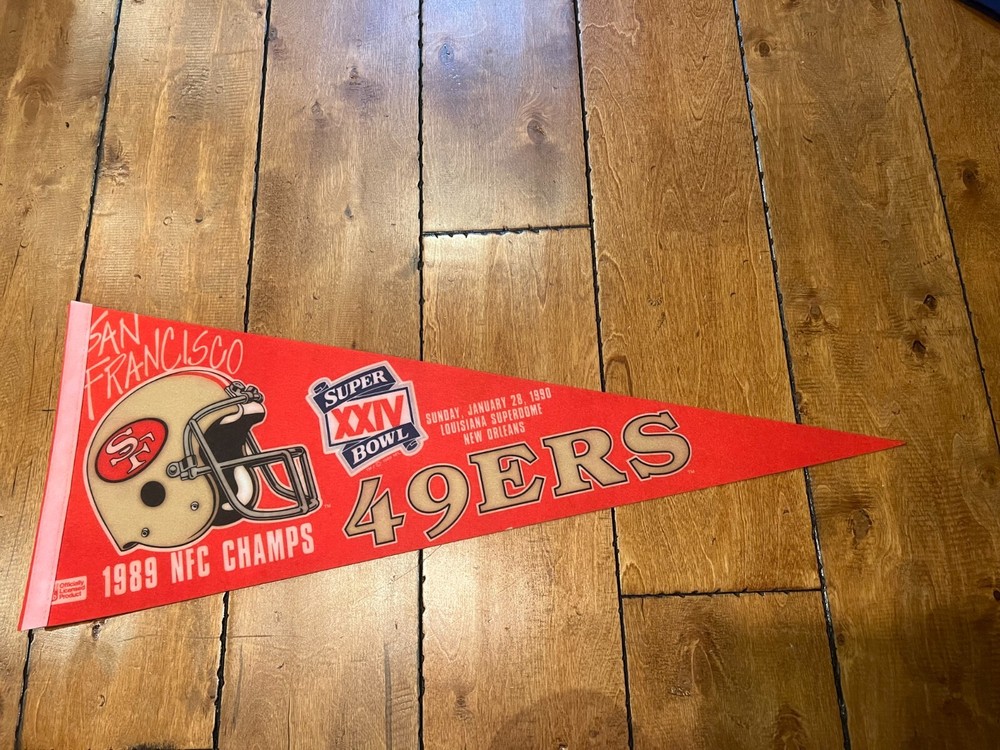 SAN
FRANCISCO
SF
SUPER
XXIV
BOWL
SUNDAY, JANUARY 28, 1990
LOUISIANA SUPERDOME
NEW ORLEANS
49ERS
1989 NFC CHAMPS
Officially
Licensed
Product